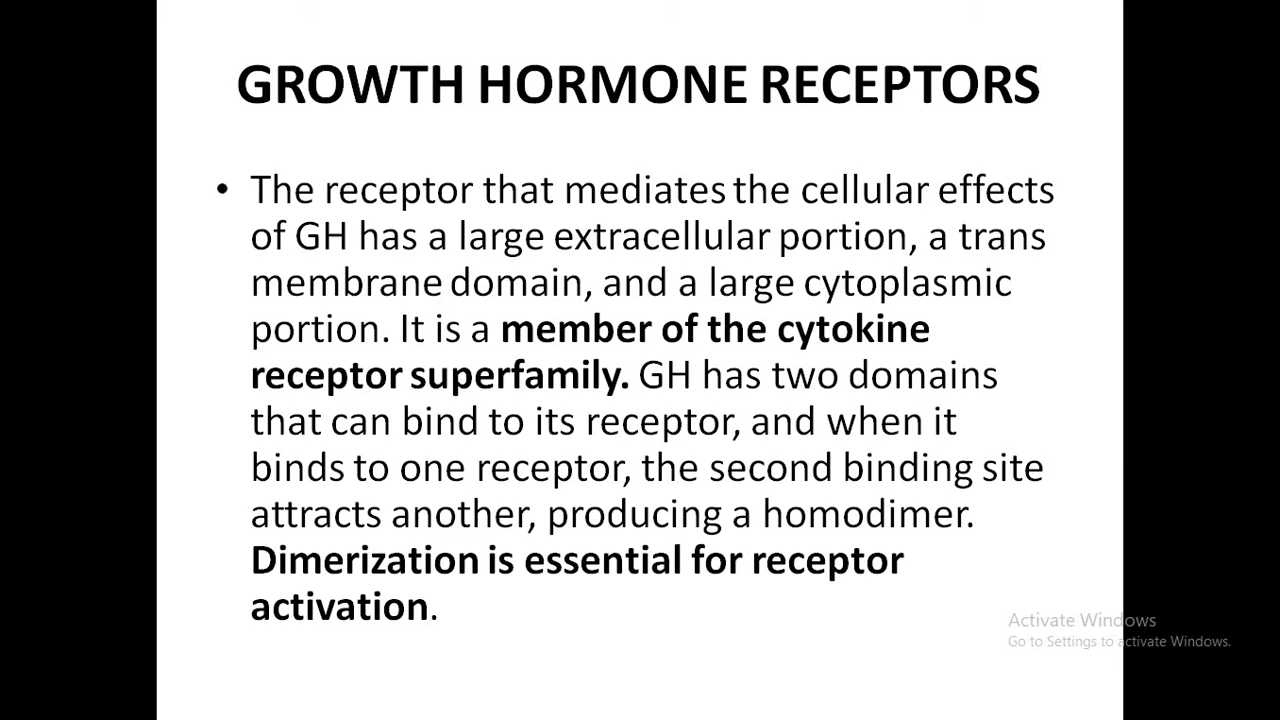 GROWTH HORMONE RECEPTORS
• The receptor that mediates the cellular effects
of GH has a large extracellular portion, a trans
membrane domain, and a large cytoplasmic
portion. It is a member of the cytokine
receptor superfamily. GH has two domains
that can bind to its receptor, and when it
binds to one receptor, the second binding site
attracts another, producing a homodimer.
Dimerization is essential for receptor
activation.
Activate Windows
Go to Settings to activate Windows.